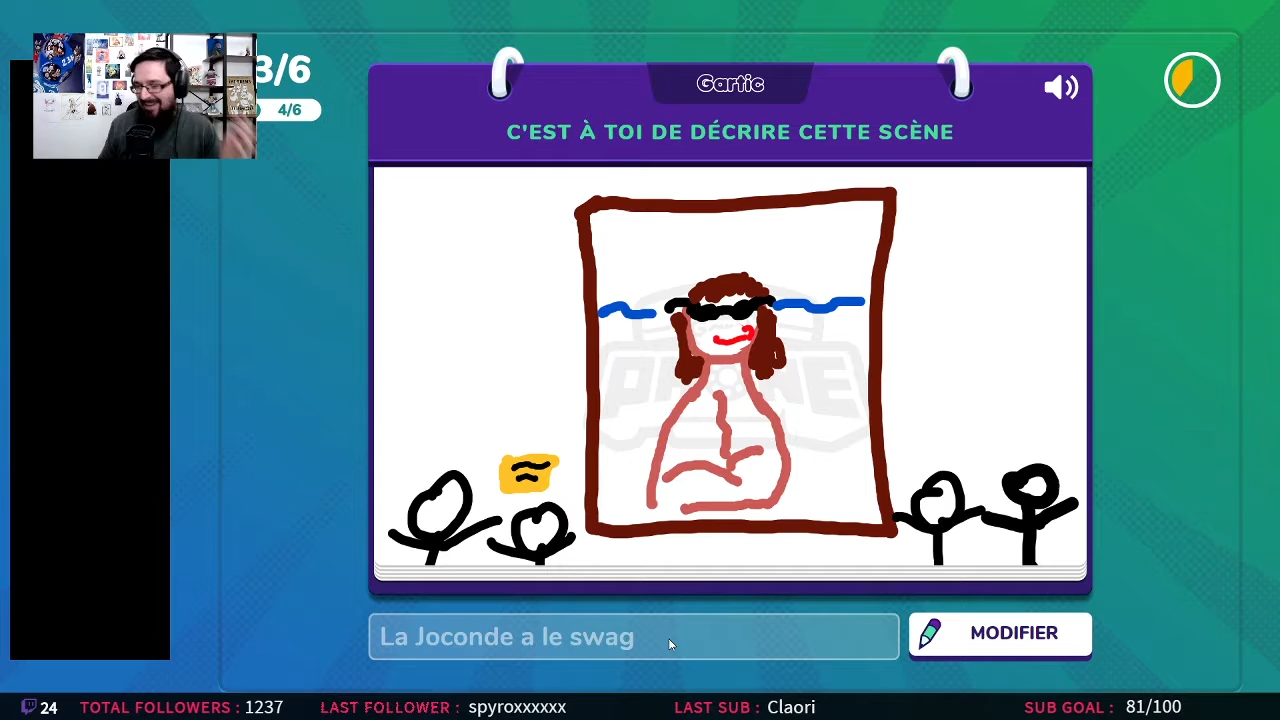 3/6
4/6
Gartic
C'EST À TOI DE DÉCRIRE CETTE SCÈNE
PHONE
La Joconde a le swag
MODIFIER
24 TOTAL FOLLOWERS : 1237 LAST FOLLOWER : spyroxxxxxx LAST SUB : Claori SUB GOAL : 81/100